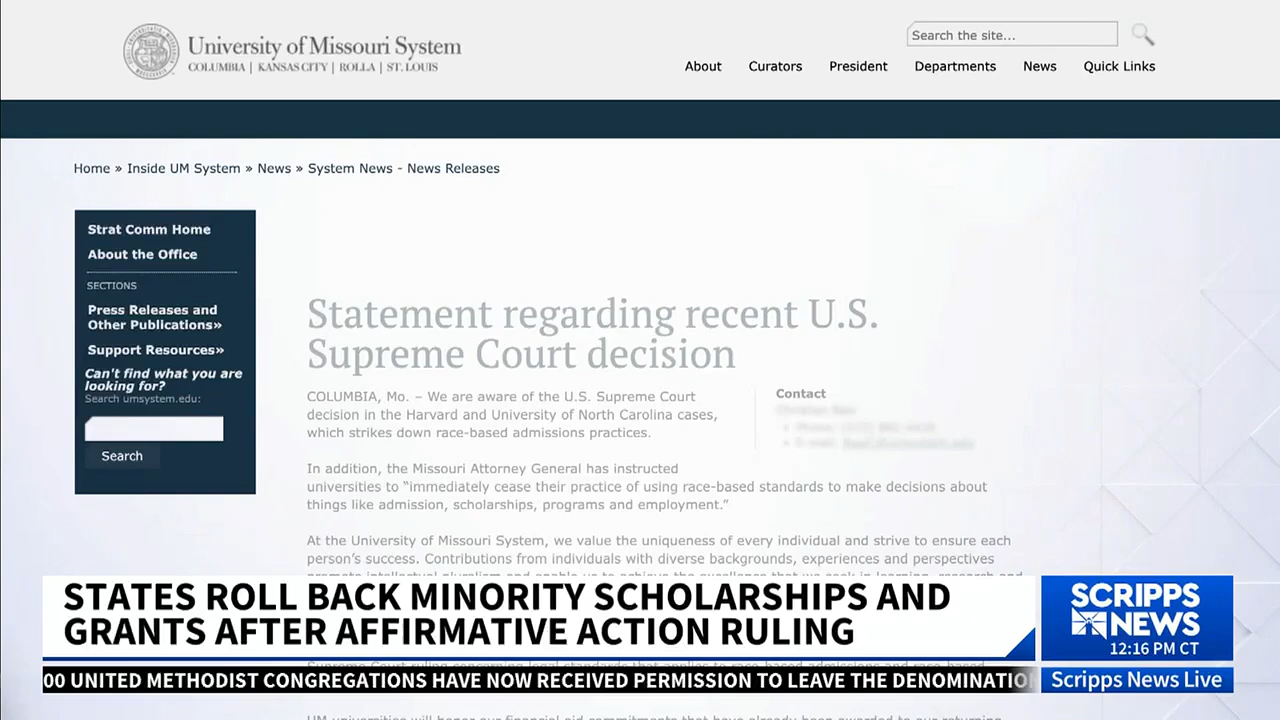 University of Missouri System
COLUMBIA | KANSAS CITY | ROLLA | ST. LOUIS
Search the site...
About Curators President Departments News Quick Links
Home » Inside UM System » News » System News - News Releases
Strat Comm Home
About the Office
SECTIONS
Press Releases and
Other Publications»
Support Resources»
Can't find what you are
looking for?
Search umsystem.edu:
Search
Statement regarding recent U.S.
Supreme Court decision
COLUMBIA, Mo. – We are aware of the U.S. Supreme Court
decision in the Harvard and University of North Carolina cases,
which strikes down race-based admissions practices.
Contact
In addition, the Missouri Attorney General has instructed
universities to “immediately cease their practice of using race-based standards to make decisions about
things like admission, scholarships, programs and employment.”
At the University of Missouri System, we value the uniqueness of every individual and strive to ensure each
person’s success. Contributions from individuals with diverse backgrounds, experiences and perspectives
STATES ROLL BACK MINORITY SCHOLARSHIPS AND
GRANTS AFTER AFFIRMATIVE ACTION RULING
SCRIPPS
NEWS
12:16 PM CT
00 UNITED METHODIST CONGREGATIONS HAVE NOW RECEIVED PERMISSION TO LEAVE THE DENOMINATIO
Scripps News Live